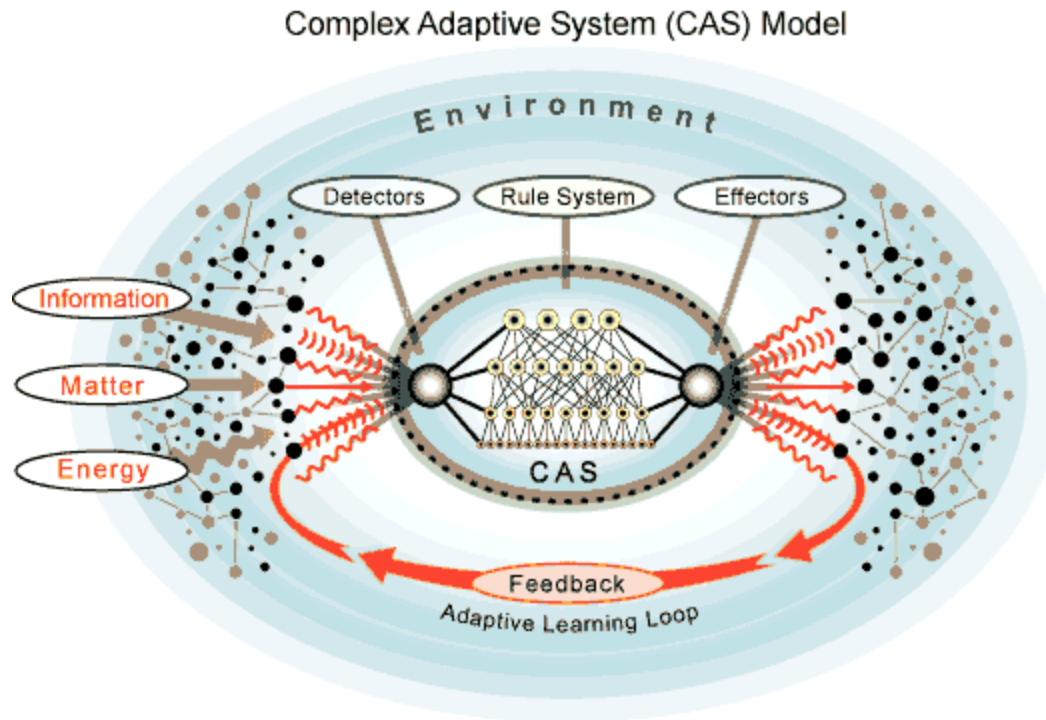 Complex Adaptive System (CAS) Model
Environment
Detectors
Rule System
Effectors
Information
Matter
Energy
CAS
Feedback
Adaptive Learning Loop